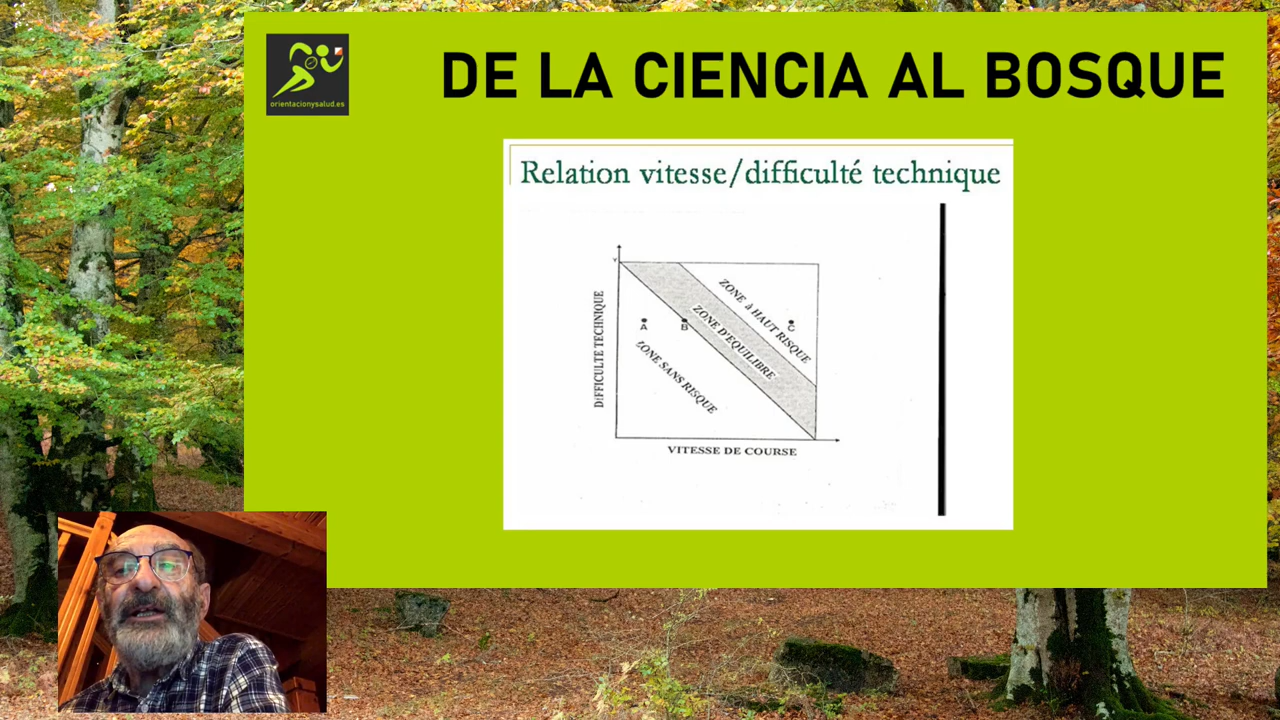 orientacionysalud.es
DE LA CIENCIA AL BOSQUE
Relation vitesse/difficulté technique
DIFFICULTE TECHNIQUE
ZONE à HAUT RISQUE
A
B
C
ZONE D'EQUILIBRE
ZONE SANS RISQUE
VITESSE DE COURSE